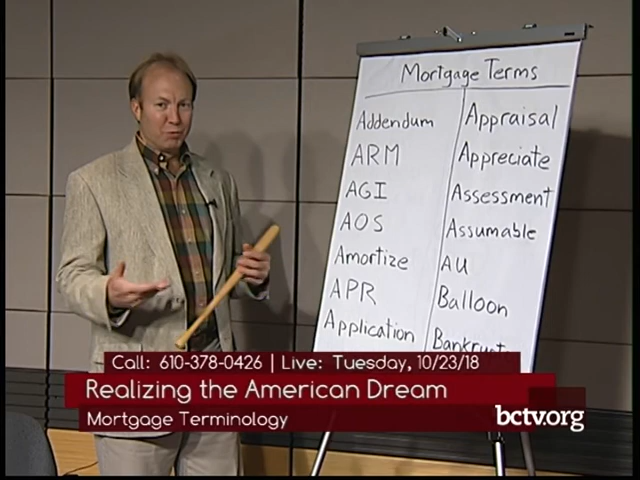 Mortgage Terms
Addendum
ARM
AGI
AOS
Amortize
APR
Application
Appraisal
Appreciate
Assessment
Assumable
AU
Balloon
Call: 610-378-0426 | Live: Tuesday, 10/23/18
Realizing the American Dream
Mortgage Terminology
bctv.org